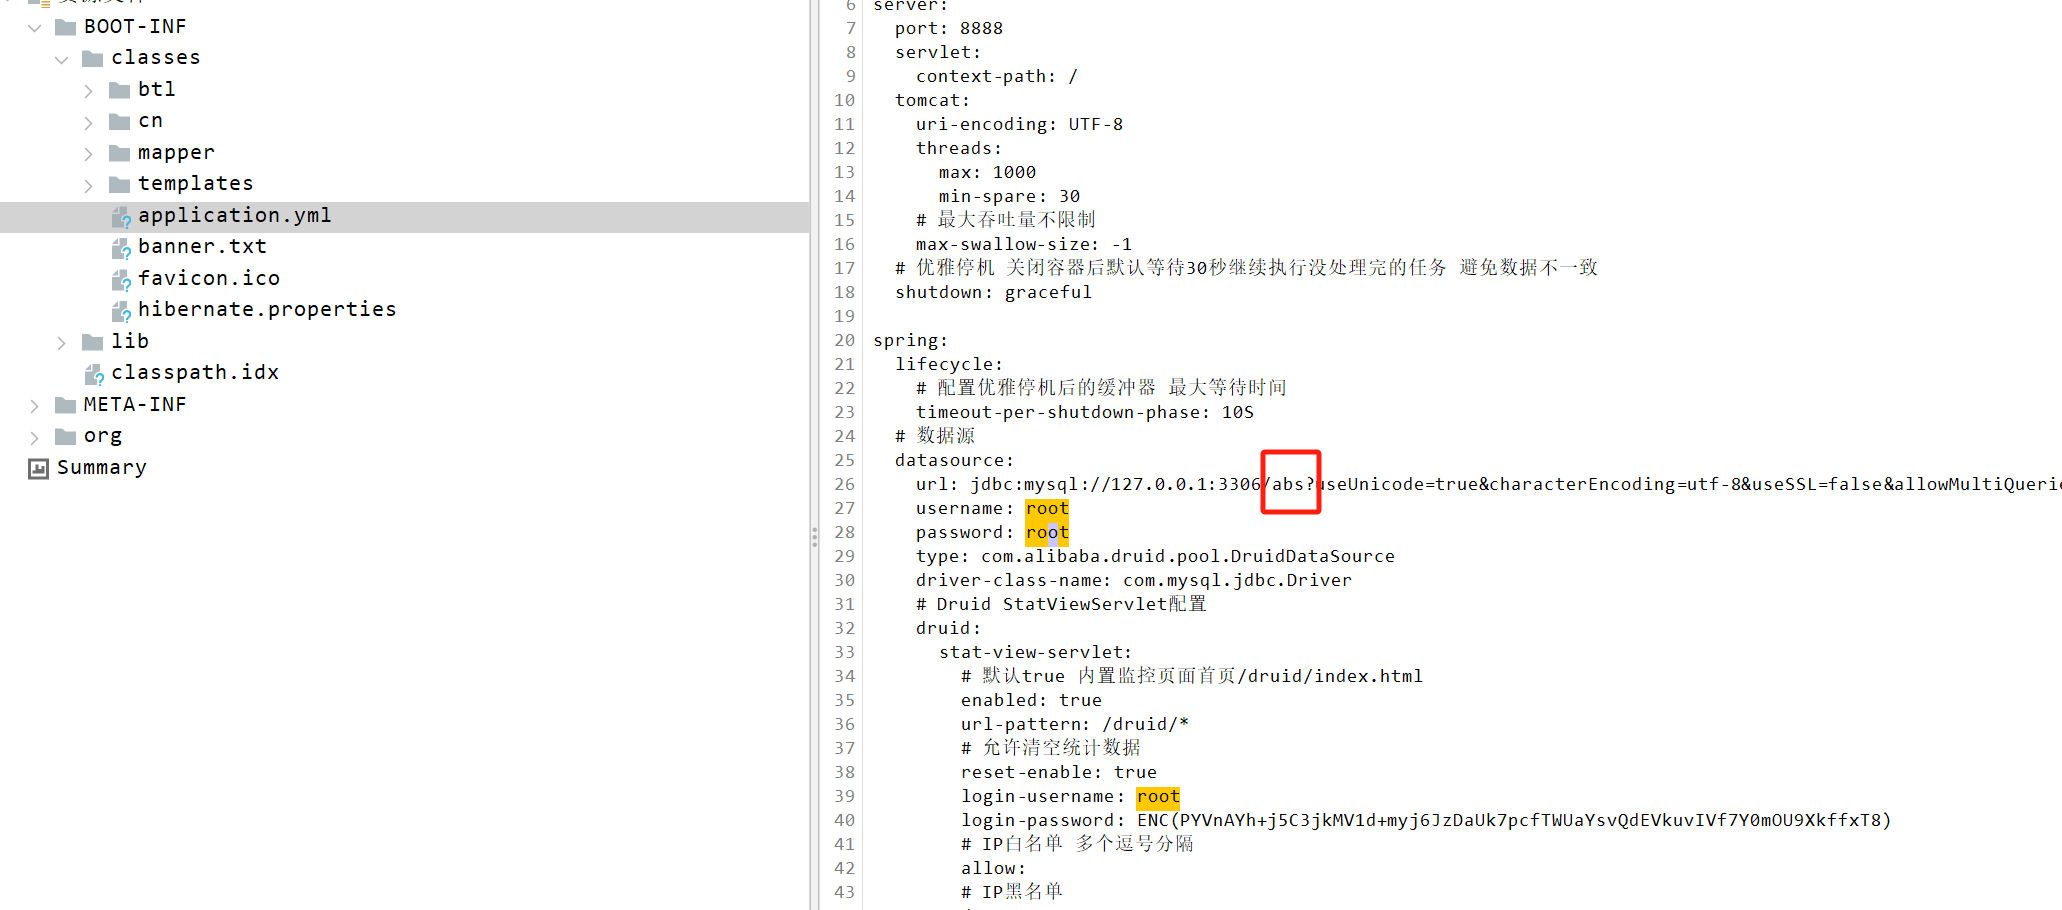 BOOT-INF
classes
btl
cn
mapper
templates
application.yml
banner.txt
favicon.ico
hibernate.properties
lib
classpath.idx
META-INF
org
Summary
6 server:
7 port: 8888
8 servlet:
9 context-path: /
10 tomcat:
11 uri-encoding: UTF-8
12 threads:
13 max: 1000
14 min-spare: 30
15 # 最大吞吐量不限制
16 max-swallow-size: -1
17 # 优雅停机 关闭容器后默认等待30秒继续执行没处理完的任务 避免数据不一致
18 shutdown: graceful
19
20 spring:
21 lifecycle:
22 # 配置优雅停机后的缓冲器 最大等待时间
23 timeout-per-shutdown-phase: 10S
24 # 数据源
25 datasource:
26 url: jdbc:mysql://127.0.0.1:3306/abs?useUnicode=true&characterEncoding=utf-8&useSSL=false&allowMultiQuerie
27 username: root
28 password: root
29 type: com.alibaba.druid.pool.DruidDataSource
30 driver-class-name: com.mysql.jdbc.Driver
31 # Druid StatViewServlet配置
32 druid:
33 stat-view-servlet:
34 # 默认true 内置监控页面首页/druid/index.html
35 enabled: true
36 url-pattern: /druid/*
37 # 允许清空统计数据
38 reset-enable: true
39 login-username: root
40 login-password: ENC(PYVnAYh+j5C3jkMV1d+myj6JzDaUk7pcfTWUaYsvQdEVkuvIVf7Y0mOU9XkffxT8)
41 # IP白名单 多个逗号分隔
42 allow:
43 # IP黑名单